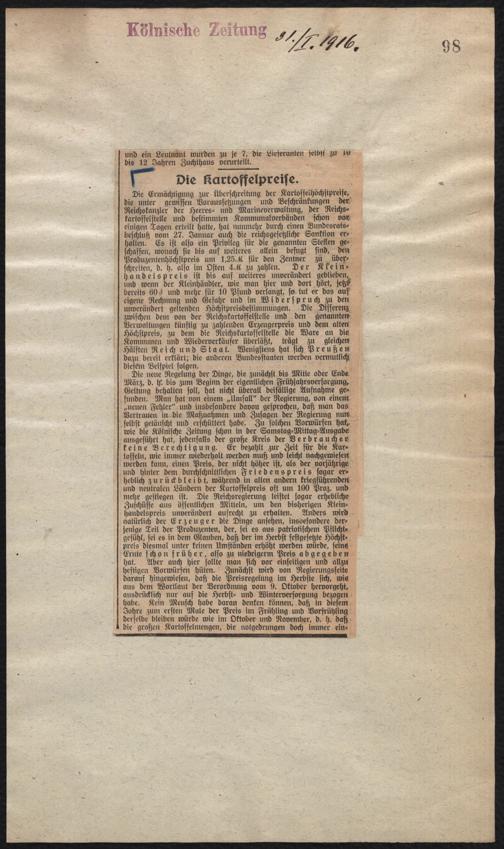 Kölnische Zeitung 31./I. 1916.
98
und ein Leutnant wurden zu je 7, die Lieferanten selbst zu 10
bis 12 Jahren Zuchthaus verurteilt.
Die Kartoffelpreise.
Die Ermächtigung zur Überschreitung der Kartoffelhöchstpreise,
die unter gewissen Voraussetzungen und Beschränkungen der
Reichskanzler der Heeres- und Marineverwaltung, der Reichs-
kartoffelstelle und bestimmten Kommunalverbänden schon vor
einigen Tagen erteilt hatte, hat nunmehr durch einen Bundesrats-
beschluß vom 27. Januar auch die reichsgesetzliche Sanktion er-
halten. Es ist also ein Privileg für die genannten Stellen ge-
schaffen, wonach sie bis auf weiteres allein befugt sind, den
Produzentenhöchstpreis um 1,25 ℳ für den Zentner zu über-
schreiten, d. h. also im Osten 4 ℳ zu zahlen. Der Klein-
handelspreis ist bis auf weiteres unverändert geblieben,
und wenn der Kleinhändler, wie man hier und dort hört, jetzt
bereits 60 ₰ und mehr für 10 Pfund verlangt, so tut er das auf
eigene Rechnung und Gefahr und im Widerspruch zu den
unverändert geltenden Höchstpreisbestimmungen. Die Differenz
zwischen dem von der Reichskartoffelstelle und den genannten
Verwaltungen künftig zu zahlenden Erzeugerpreis und dem alten
Höchstpreis, zu dem die Reichskartoffelstelle die Ware an die
Kommunen und Wiederverkäufer überläßt, trägt zu gleichen
Hälften Reich und Staat. Wenigstens hat sich Preußen
dazu bereit erklärt; die anderen Bundesstaaten werden vermutlich
diesem Beispiel folgen.
Die neue Regelung der Dinge, die zunächst bis Mitte oder Ende
März, d. h. bis zum Beginn der eigentlichen Frühjahrsversorgung,
Geltung behalten soll, hat nicht überall beifällige Aufnahme ge-
funden. Man hat von einem „Umfall" der Regierung, von einem
„neuen Fehler" und insbesondere davon gesprochen, daß man das
Vertrauen in die Maßnahmen und Zusagen der Regierung nun
selbst getäuscht und erschüttert habe. Zu solchen Vorwürfen hat,
wie die Kölnische Zeitung schon in der Samstag-Mittag-Ausgabe
ausgeführt hat, jedenfalls der große Kreis der Verbraucher
keine Berechtigung. Er bezahlt zur Zeit für die Kar-
toffeln, wie immer wiederholt werden muß und leicht nachgewiesen
werden kann, einen Preis, der nicht höher ist, als der vorjährige
und hinter dem durchschnittlichen Friedenspreis sogar er-
heblich zurückbleibt, während in allen andern kriegführenden
und neutralen Ländern der Kartoffelpreis oft um 100 Proz. und
mehr gestiegen ist. Die Reichsregierung leistet sogar erhebliche
Zuschüsse aus öffentlichen Mitteln, um den bisherigen Klein-
handelspreis unverändert aufrecht zu erhalten. Anders wird
natürlich der Erzeuger die Dinge ansehen, insbesondere der-
jenige Teil der Produzenten, der, sei es aus patriotischem Pflicht-
gefühl, sei es in dem Glauben, daß der im Herbst festgesetzte Höchst-
preis diesmal unter keinen Umständen erhöht werden würde, seine
Ernte schon früher, also zu niedrigerm Preis abgegeben
hat. Aber auch hier sollte man sich vor einseitigen und allzu
heftigen Vorwürfen hüten. Zunächst wird von Regierungsseite
darauf hingewiesen, daß die Preisregelung im Herbste sich, wie
aus dem Wortlaut der Verordnung vom 9. Oktober hervorgeht,
ausdrücklich nur auf die Herbst- und Winterversorgung bezogen
habe. Kein Mensch habe daran denken können, daß in diesem
Jahre zum ersten Male der Preis im Frühling und Vorfrühling
derselbe bleiben würde wie im Oktober und November, d. h. daß
die großen Kartoffelmengen, die notgedrungen doch immer ein-